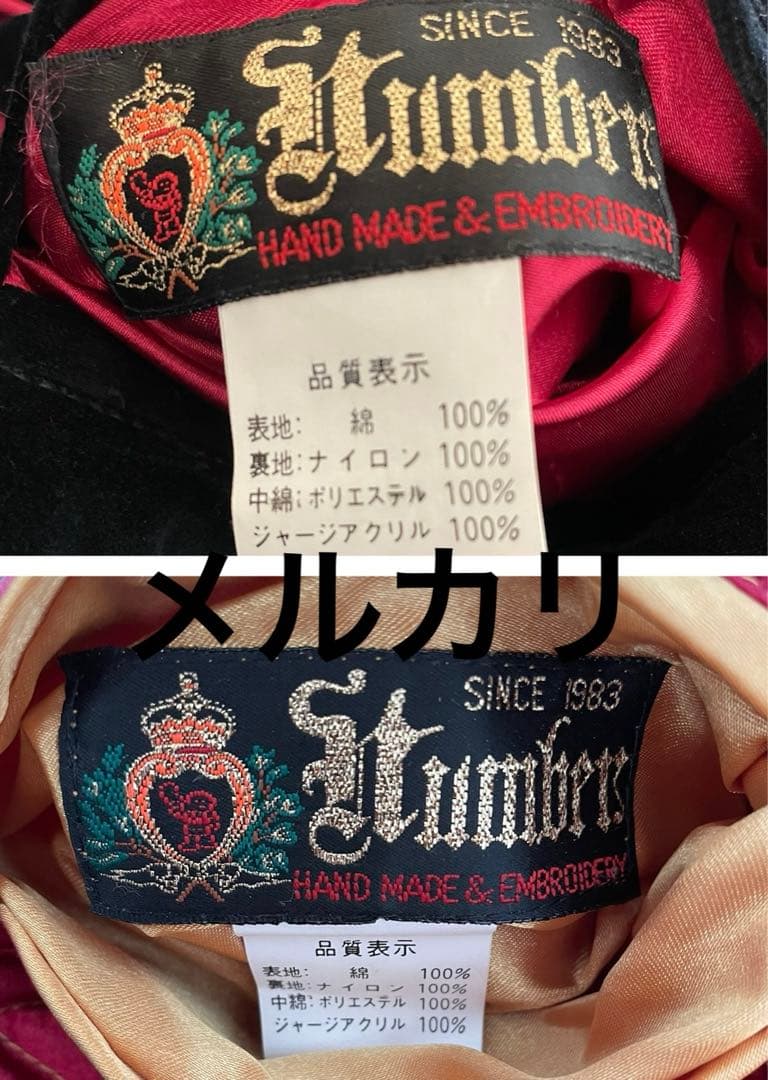 SINCE 1983
Number
HAND MADE & EMBROIDERY
品質表示
表地: 綿 100%
裏地: ナイロン 100%
中綿: ポリエステル 100%
ジャージアクリル 100%
メルカリ
SINCE 1983
Number
HAND MADE & EMBROIDERY
品質表示
表地: 綿 100%
裏地: ナイロン 100%
中綿: ポリエステル 100%
ジャージアクリル 100%